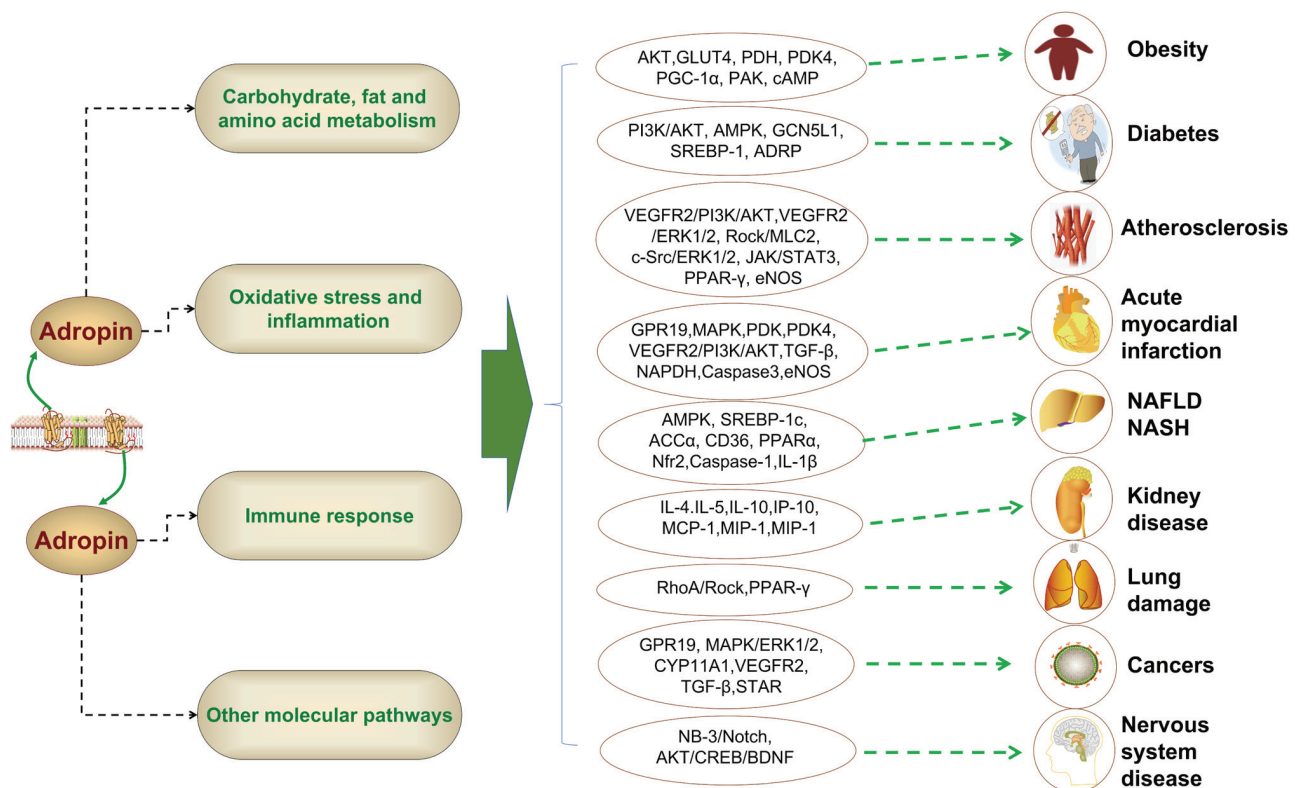 Carbohydrate, fat and
amino acid metabolism
Oxidative stress and
inflammation
Adropin
Adropin
Immune response
Other molecular pathways
AKT,GLUT4, PDH, PDK4,
PGC-1α, PAK, cAMP
Obesity
PI3K/AKT, AMPK, GCN5L1,
SREBP-1, ADRP
Diabetes
VEGFR2/PI3K/AKT,VEGFR2
/ERK1/2, Rock/MLC2,
c-Src/ERK1/2, JAK/STAT3,
PPAR-γ, eNOS
Atherosclerosis
GPR19,MAPK,PDK,PDK4,
VEGFR2/PI3K/AKT,TGF-β,
NAPDH,Caspase3,eNOS
Acute
myocardial
infarction
AMPK, SREBP-1c,
ACCα, CD36, PPARα,
Nfr2,Caspase-1,IL-1β
NAFLD
NASH
IL-4.IL-5,IL-10,IP-10,
MCP-1,MIP-1,MIP-1
Kidney
disease
RhoA/Rock,PPAR-γ
Lung
damage
GPR19, MAPK/ERK1/2,
CYP11A1,VEGFR2,
TGF-β,STAR
Cancers
NB-3/Notch,
AKT/CREB/BDNF
Nervous
system
disease